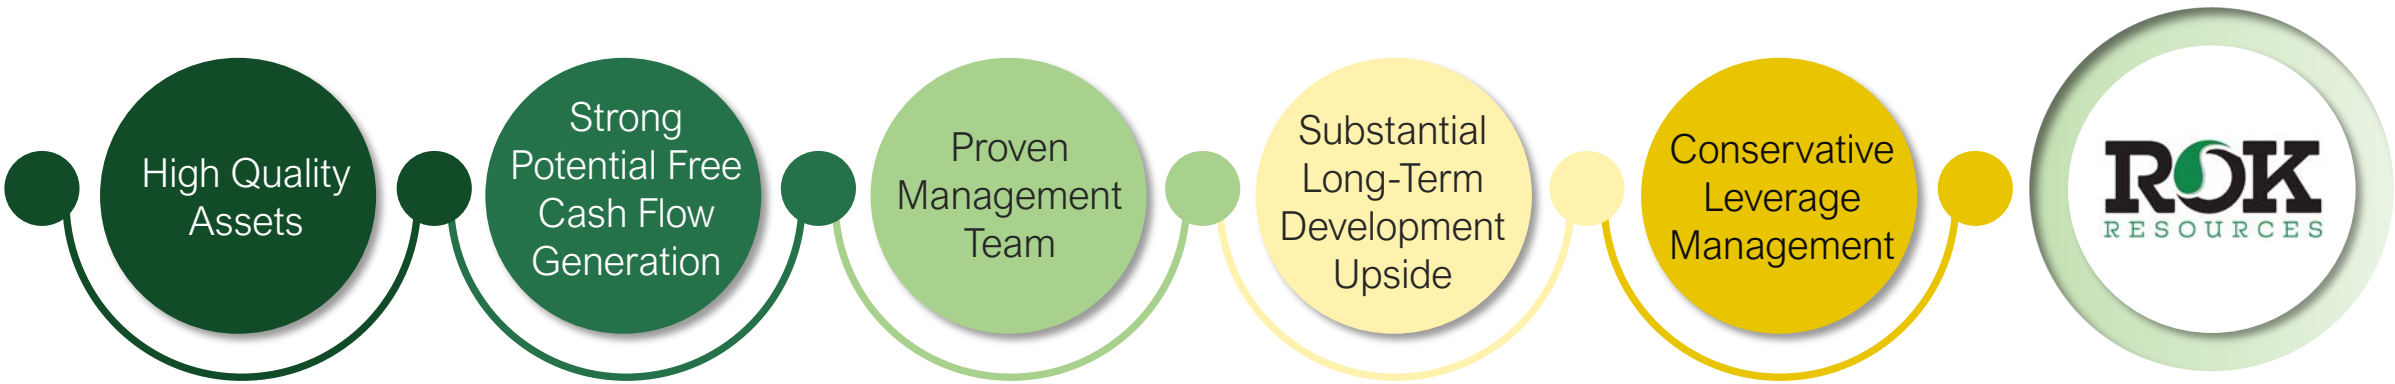 High Quality
Assets
Strong
Potential Free
Cash Flow
Generation
Proven
Management
Team
Substantial
Long-Term
Development
Upside
Conservative
Leverage
Management
ROK
RESOURCES